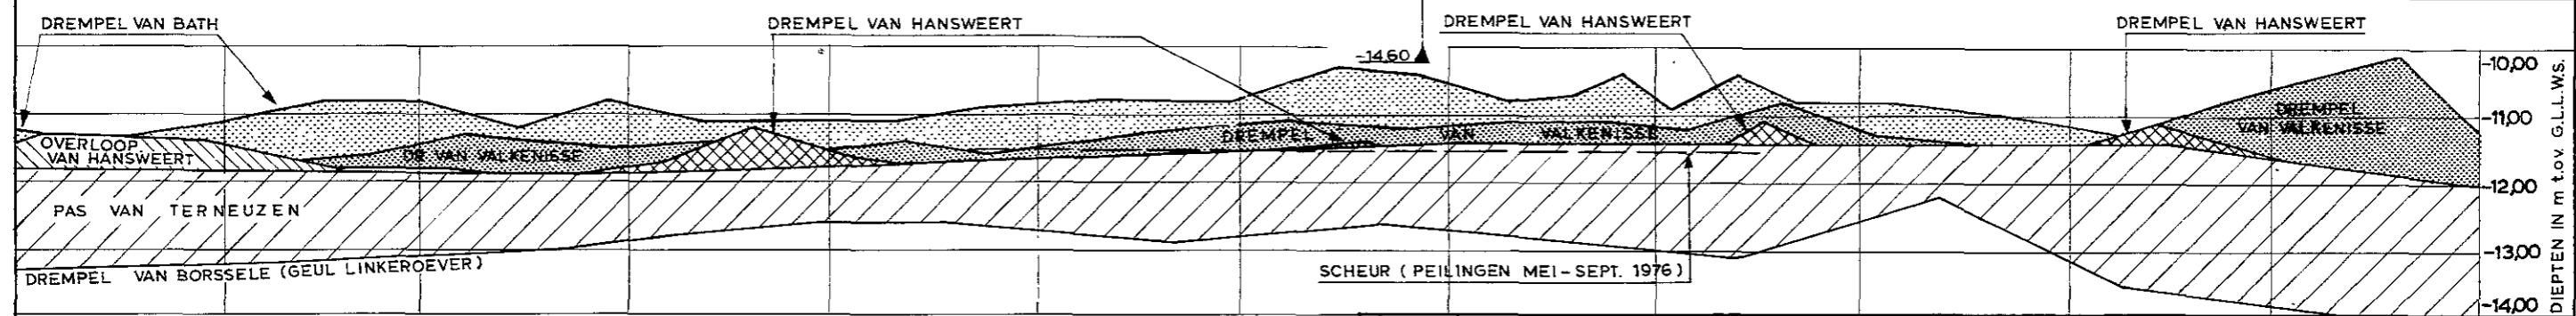 DREMPEL VAN BATH
DREMPEL VAN HANSWEERT
DREMPEL VAN HANSWEERT
DREMPEL VAN HANSWEERT
-14.60
-10,00
-11,00
-12,00
-13,00
-14,00
DIEPTEN IN m t.o.v. G.L.L.W.S.
OVERLOOP
VAN HANSWEERT
DR VAN VALKENISSE
DREMPEL VAN VALKENISSE
DREMPEL
VAN VALKENISSE
PAS VAN TERNEUZEN
DREMPEL VAN BORSSELE (GEUL LINKEROEVER)
SCHEUR (PEILINGEN MEI-SEPT. 1976)